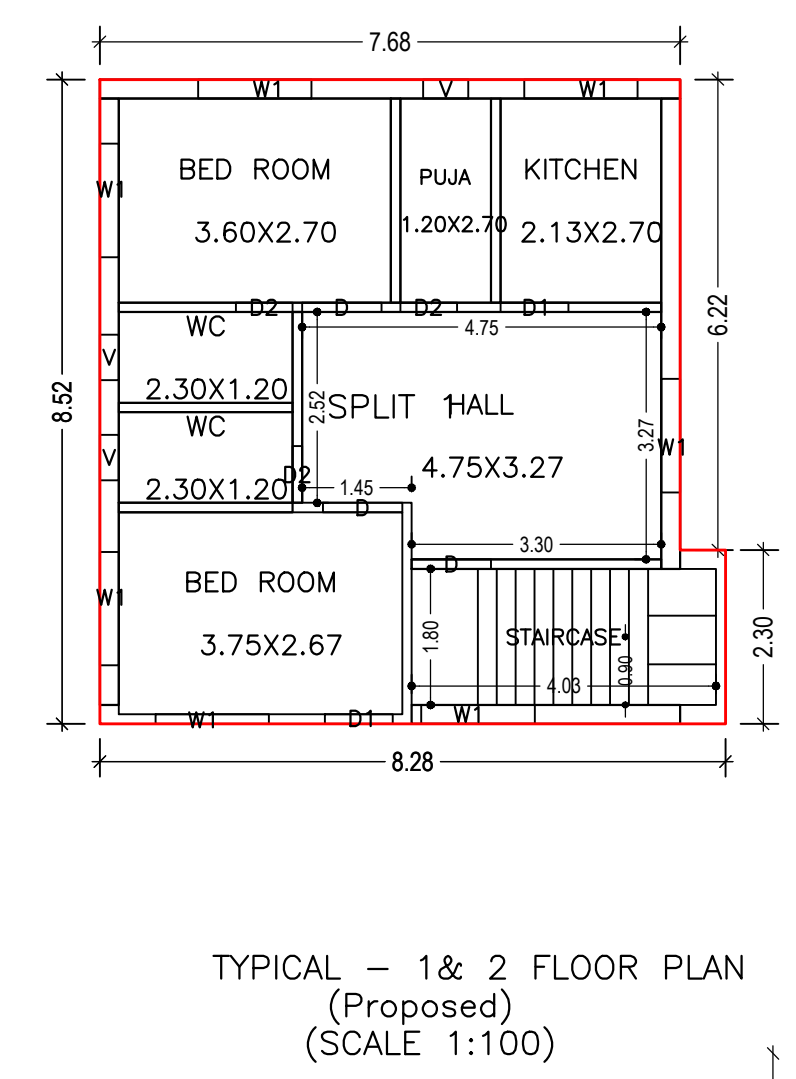 7.68
W1 V W1
BED ROOM
3.60X2.70
PUJA
1.20X2.70
KITCHEN
2.13X2.70
W1
6.22
8.52
D2 D D2 D1
4.75
WC
2.30X1.20
V
2.52
SPLIT 1 HALL
4.75X3.27
3.27
W1
WC
2.30X1.20
V
D2
1.45
D
3.30
D
BED ROOM
3.75X2.67
W1
STAIRCASE
1.80
0.90
4.03
2.30
W1 D1 W1
8.28
TYPICAL - 1& 2 FLOOR PLAN
(Proposed)
(SCALE 1:100)